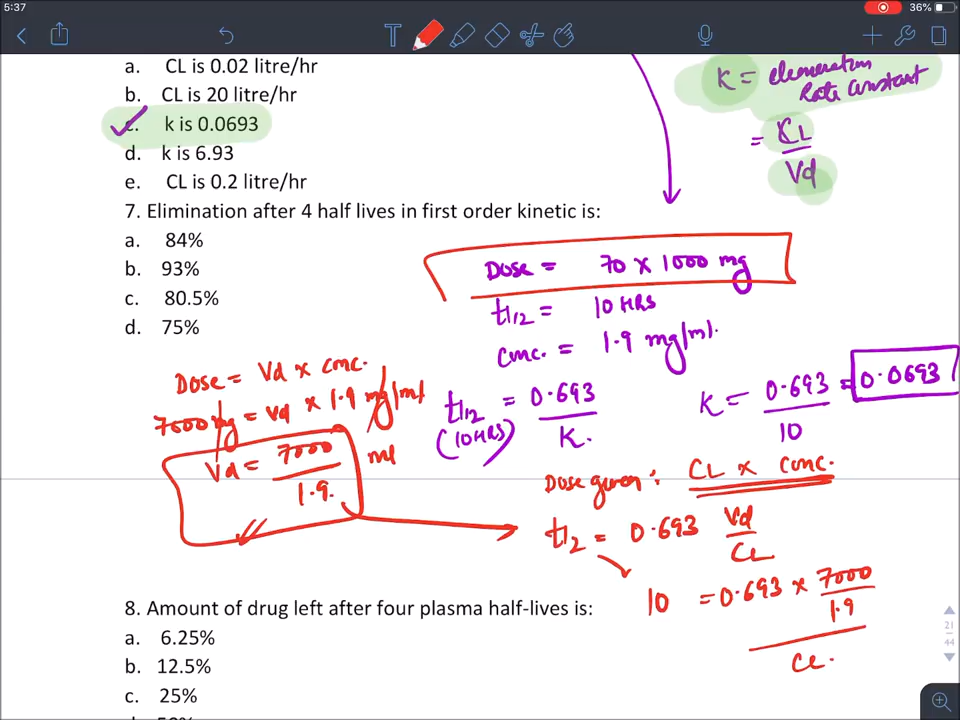 5:37
36%
T
a. CL is 0.02 litre/hr
b. CL is 20 litre/hr
c. k is 0.0693
d. k is 6.93
e. CL is 0.2 litre/hr
K = elemenation
Rate constant
= CL
Vd
7. Elimination after 4 half lives in first order kinetic is:
a. 84%
b. 93%
c. 80.5%
d. 75%
Dose = 70 x 1000 mg
t1/2 = 10 HRS
conc. = 1.9 mg/ml.
Dose = Vd x conc.
7000 mg = Vd x 1.9 mg/ml
Vd = 7000 ml
1.9.
t1/2 = 0.693
(10HRS) K.
K = 0.693 = 0.0693
10
Dose given : CL x conc.
t1/2 = 0.693 Vd
CL
10 = 0.693 x 7000
1.9
CL.
8. Amount of drug left after four plasma half-lives is:
a. 6.25%
b. 12.5%
c. 25%
21
44